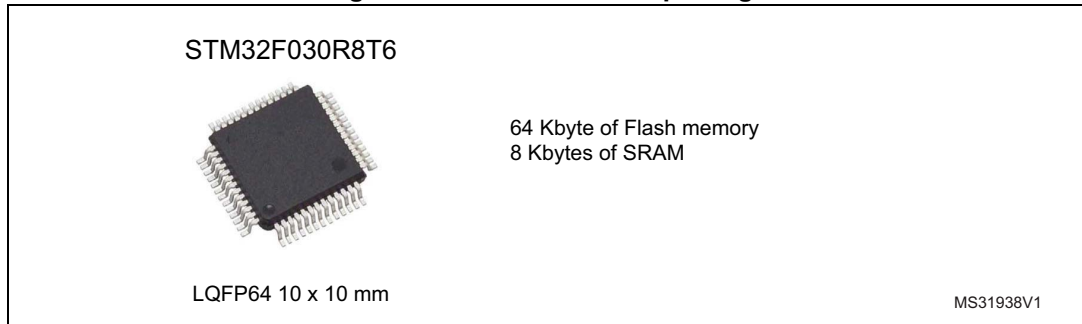 STM32F030R8T6
64 Kbyte of Flash memory
8 Kbytes of SRAM
LQFP64 10 x 10 mm
MS31938V1